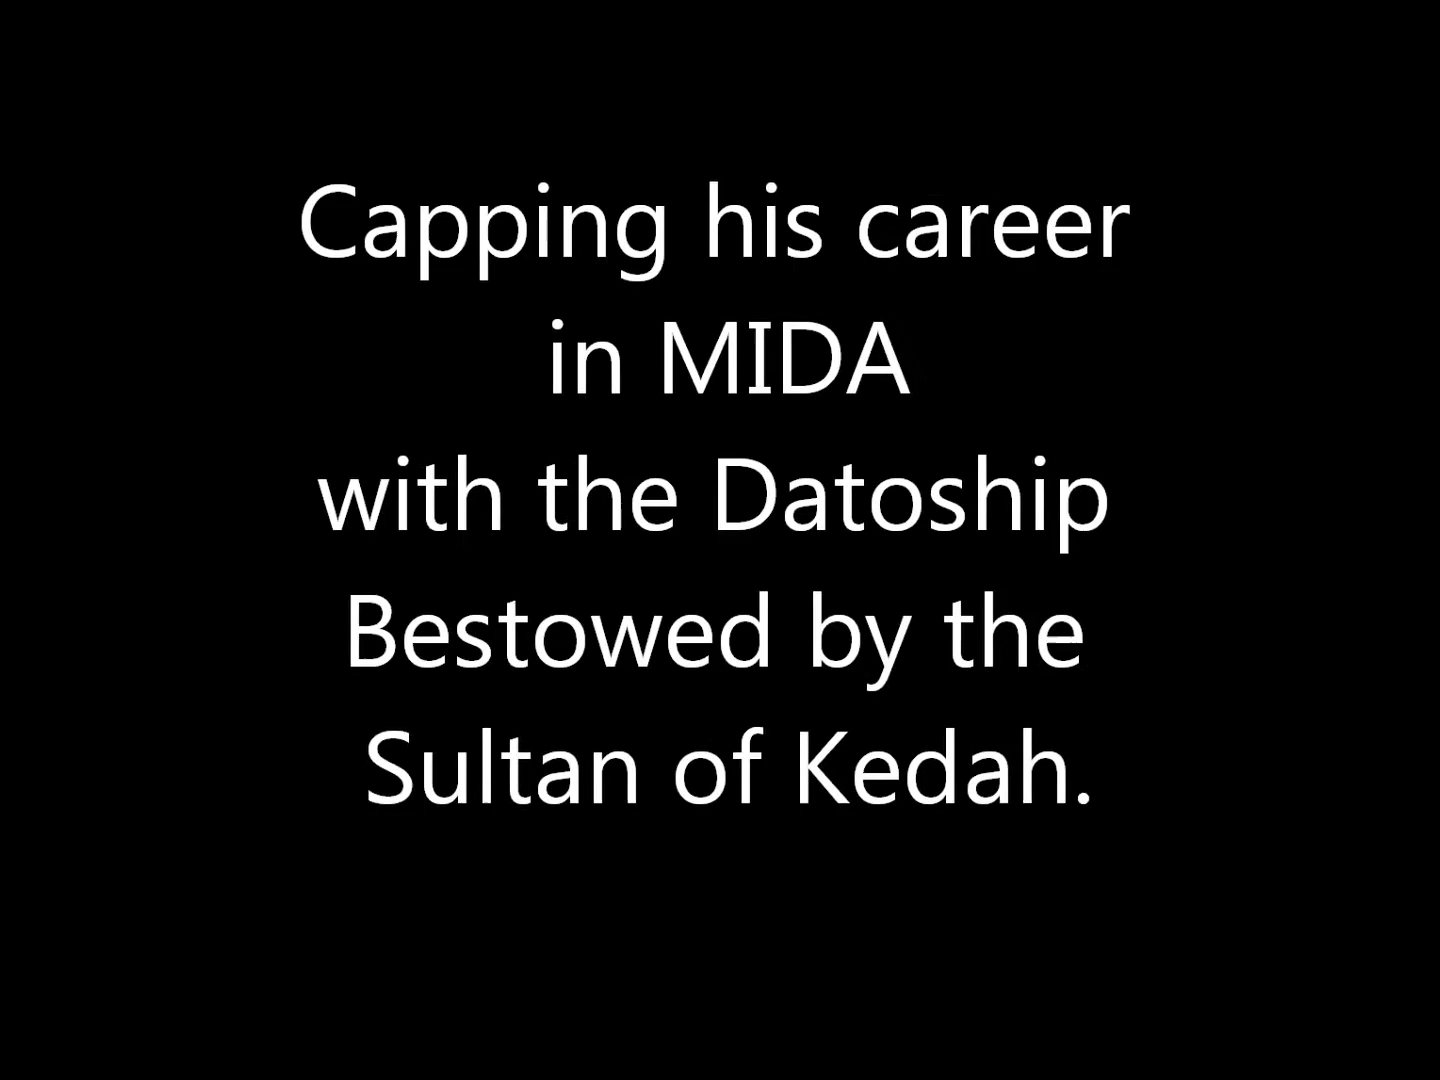 Capping his career
in MIDA
with the Datoship
Bestowed by the
Sultan of Kedah.